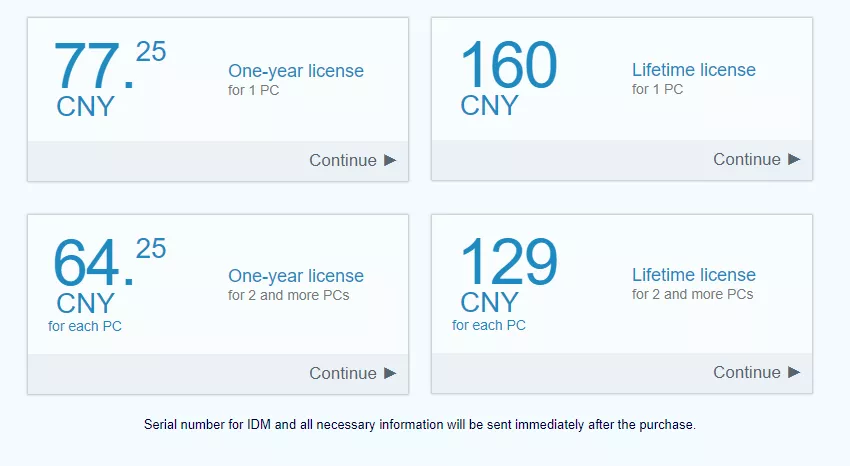 77.25
CNY
One-year license
for 1 PC
Continue ►
160
CNY
Lifetime license
for 1 PC
Continue ►
64.25
CNY
for each PC
One-year license
for 2 and more PCs
Continue ►
129
CNY
for each PC
Lifetime license
for 2 and more PCs
Continue ►
Serial number for IDM and all necessary information will be sent immediately after the purchase.